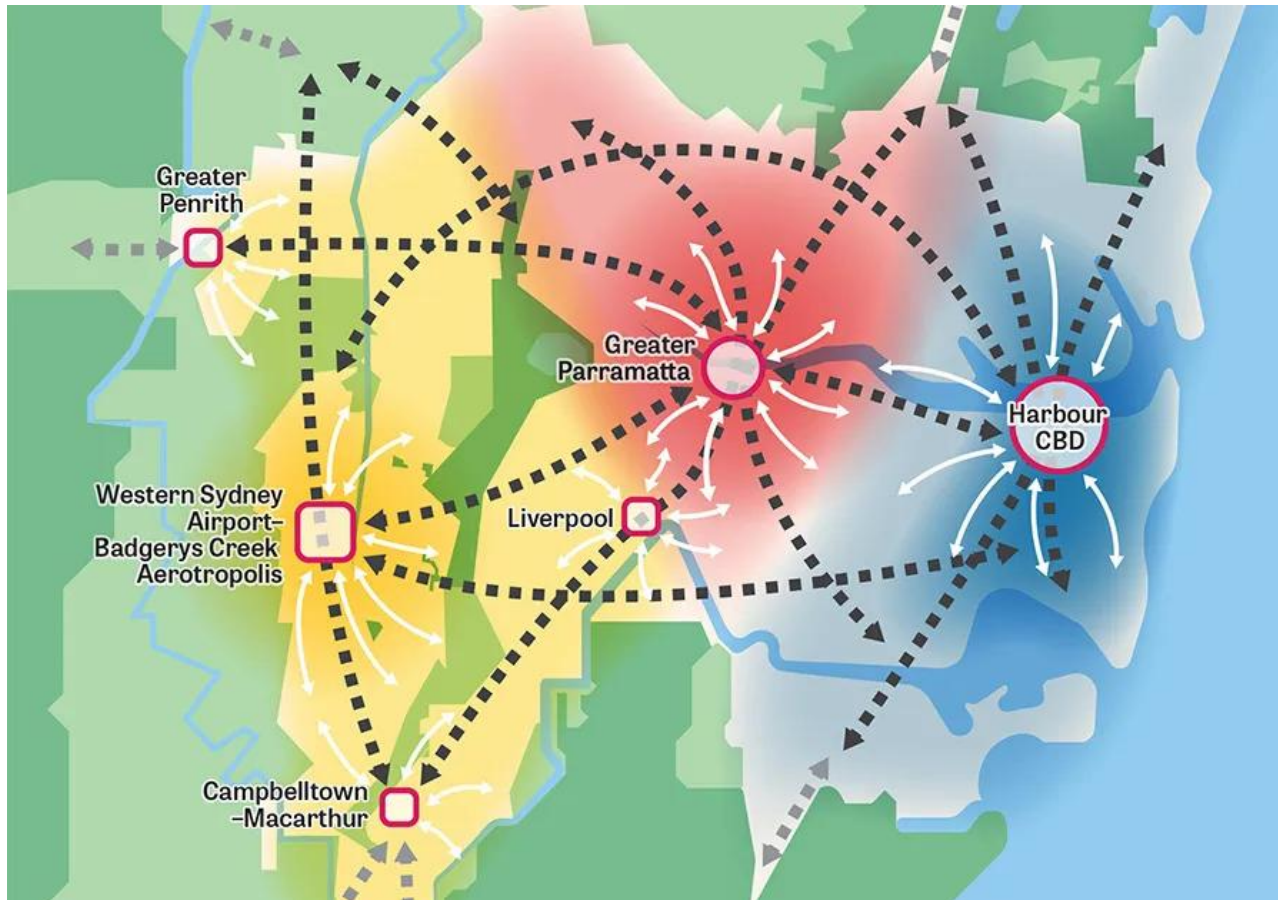 Greater
Penrith
Greater
Parramatta
Harbour
CBD
Western Sydney
Airport–
Badgerys Creek
Aerotropolis
Liverpool
Campbelltown
–Macarthur